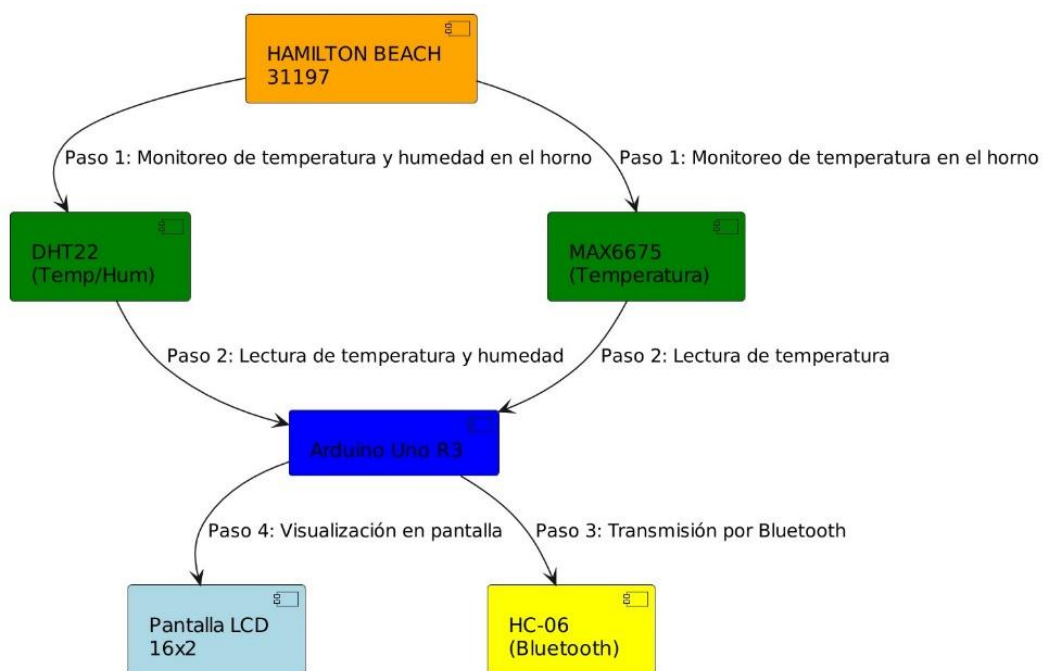 HAMILTON BEACH
31197
Paso 1: Monitoreo de temperatura y humedad en el horno
Paso 1: Monitoreo de temperatura en el horno
DHT22
(Temp/Hum)
MAX6675
(Temperatura)
Paso 2: Lectura de temperatura y humedad
Paso 2: Lectura de temperatura
Arduino Uno R3
Paso 4: Visualización en pantalla
Paso 3: Transmisión por Bluetooth
Pantalla LCD
16x2
HC-06
(Bluetooth)